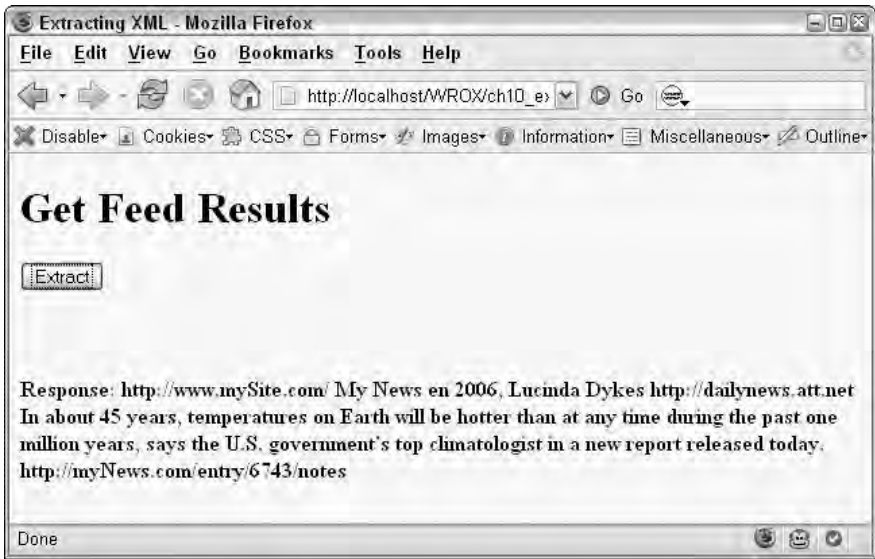 Extracting XML - Mozilla Firefox
File Edit View Go Bookmarks Tools Help
http://localhost/WROX/ch10_e Go
Disable Cookies CSS Forms Images Information Miscellaneous Outline
Get Feed Results
Extract
Response: http://www.mySite.com/ My News en 2006, Lucinda Dykes http://dailynews.att.net
In about 45 years, temperatures on Earth will be hotter than at any time during the past one
million years, says the U.S. government's top climatologist in a new report released today.
http://myNews.com/entry/6743/notes
Done